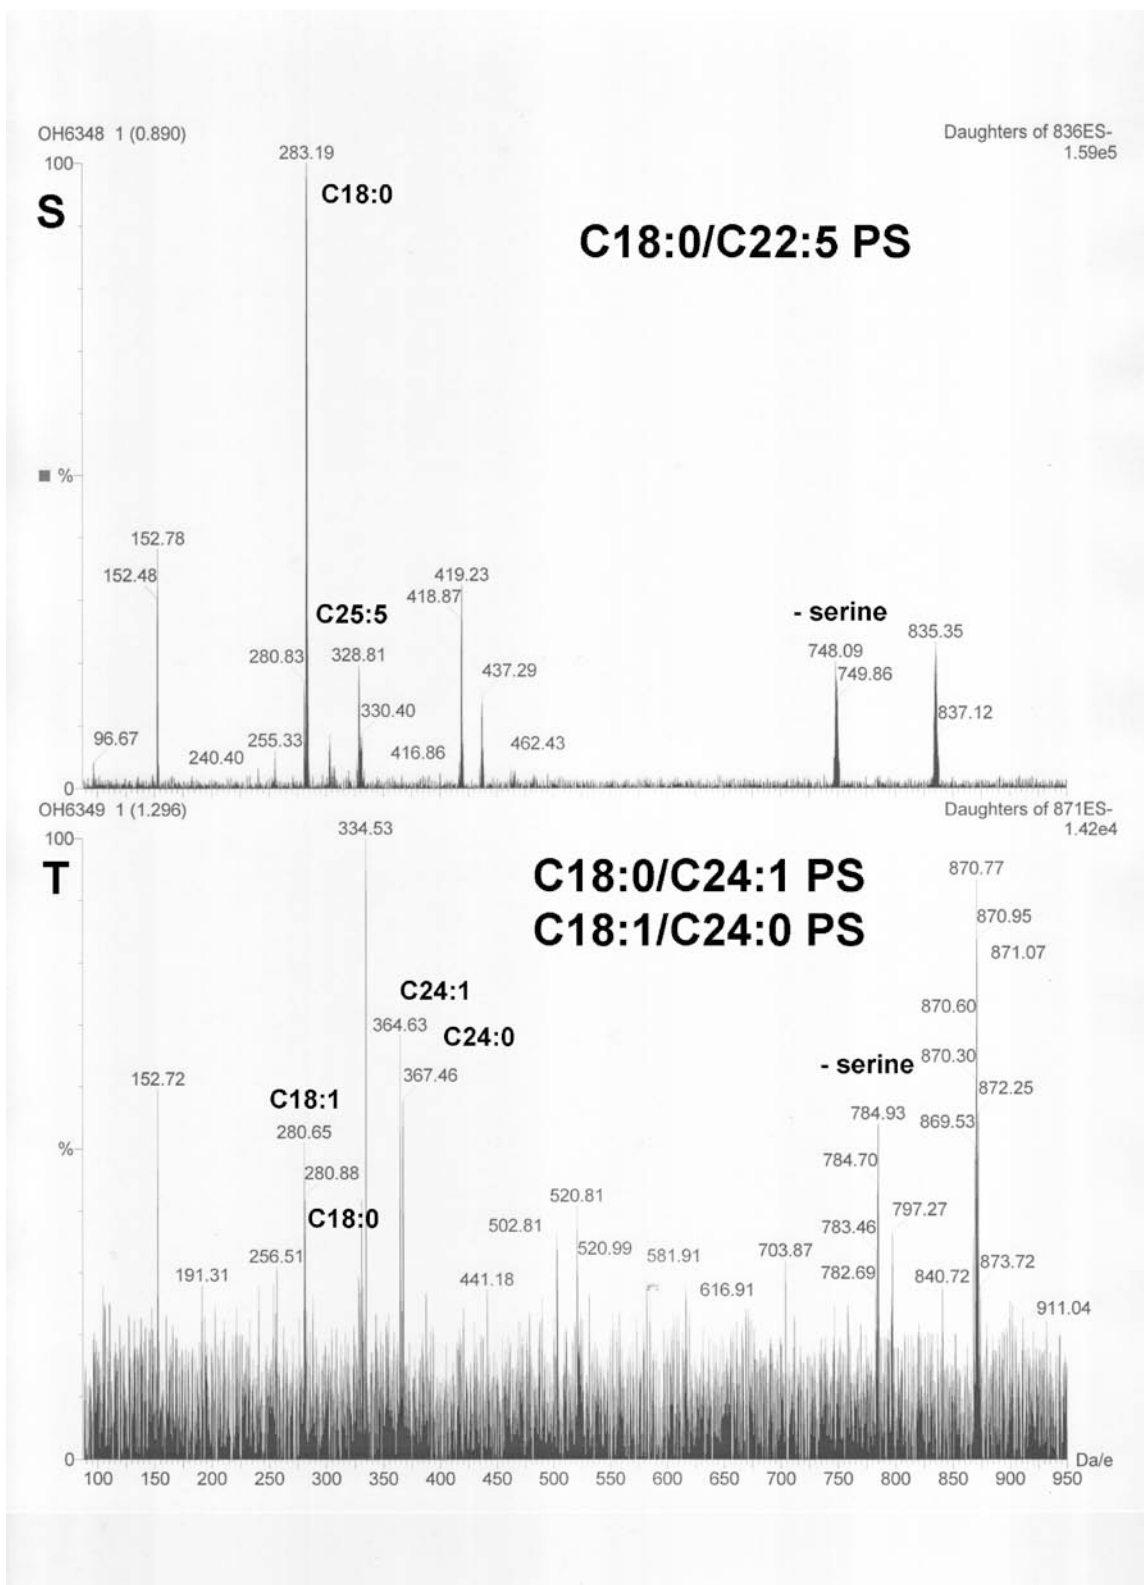 OH6348 1 (0.890)
Daughters of 836ES-
1.59e5
100
283.19
C18:0
S
C18:0/C22:5 PS
%
152.78
152.48
419.23
418.87
C25:5
- serine
835.35
280.83
328.81
748.09
749.86
437.29
330.40
837.12
96.67
240.40
255.33
416.86
462.43
0
OH6349 1 (1.296)
Daughters of 871ES-
1.42e4
100
334.53
T
C18:0/C24:1 PS
C18:1/C24:0 PS
870.77
870.95
871.07
C24:1
870.60
364.63
C24:0
870.30
- serine
152.72
367.46
C18:1
872.25
784.93
869.53
%
280.65
784.70
280.88
C18:0
520.81
502.81
783.46
797.27
256.51
520.99
581.91
703.87
191.31
441.18
616.91
782.69
840.72
873.72
911.04
0
100 150 200 250 300 350 400 450 500 550 600 650 700 750 800 850 900 950
Da/e